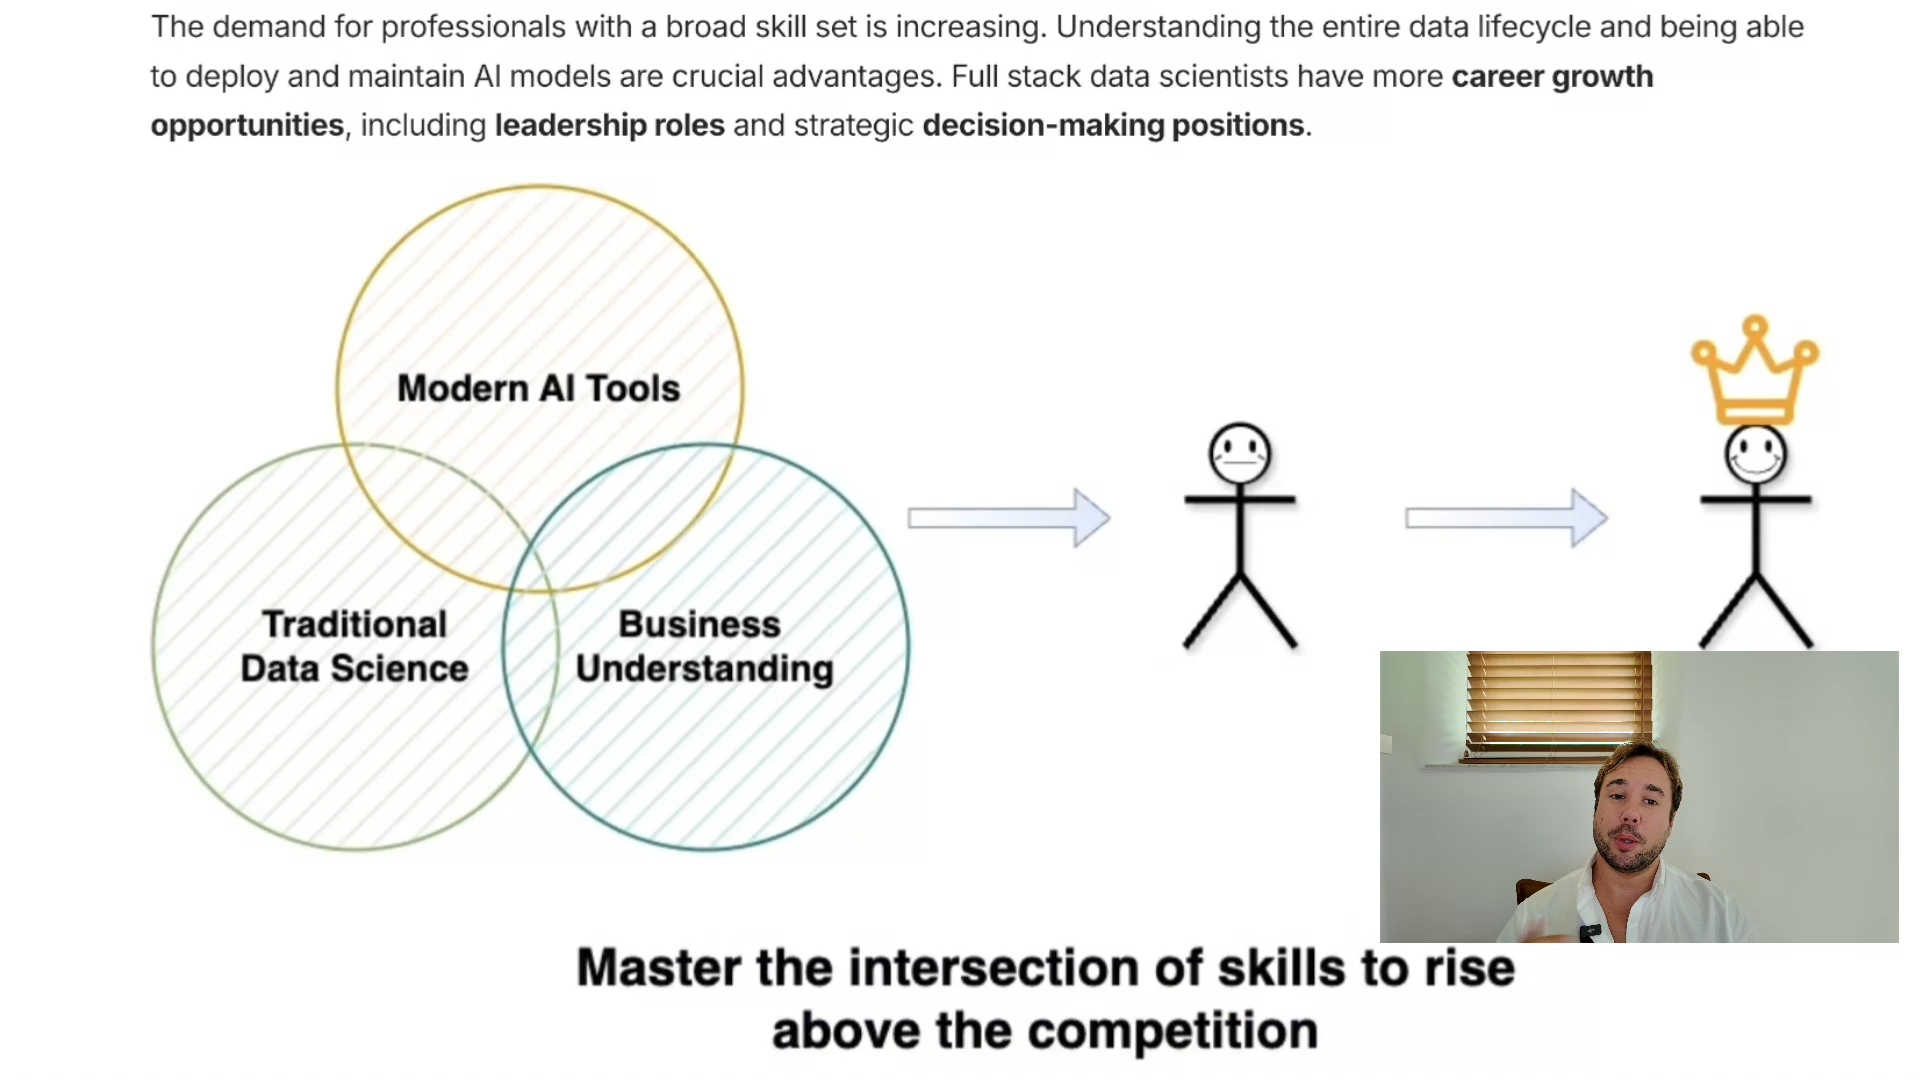 The demand for professionals with a broad skill set is increasing. Understanding the entire data lifecycle and being able
to deploy and maintain AI models are crucial advantages. Full stack data scientists have more career growth
opportunities, including leadership roles and strategic decision-making positions.
Modern AI Tools
Traditional
Data Science
Business
Understanding
Master the intersection of skills to rise
above the competition